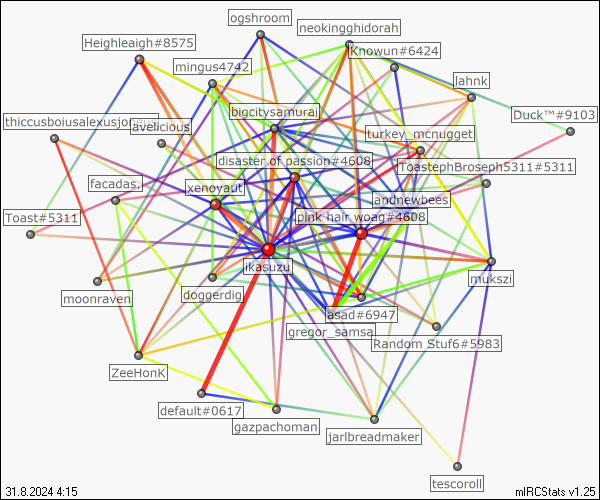 ogshroom
neokingghidorah
Heighleaigh#8575
Knowun#6424
mingus4742
lahnk
bigcitysamurai
Duck™#9103
avelicious
turkey_mcnugget
disaster of passion#4608
ToastephBroseph5311#5311
facadas.
xenoyaut
andnewbees
Toast#5311
pink hair woag#4608
ikasuzu
mukszi
moonraven
doggerdig
asad#6947
gregor_samsa
Random Stuf6#5983
ZeeHonK
default#0617
gazpachoman
jarlbreadmaker
tescoroll
31.8.2024 4:15
mIRCStats v1.25